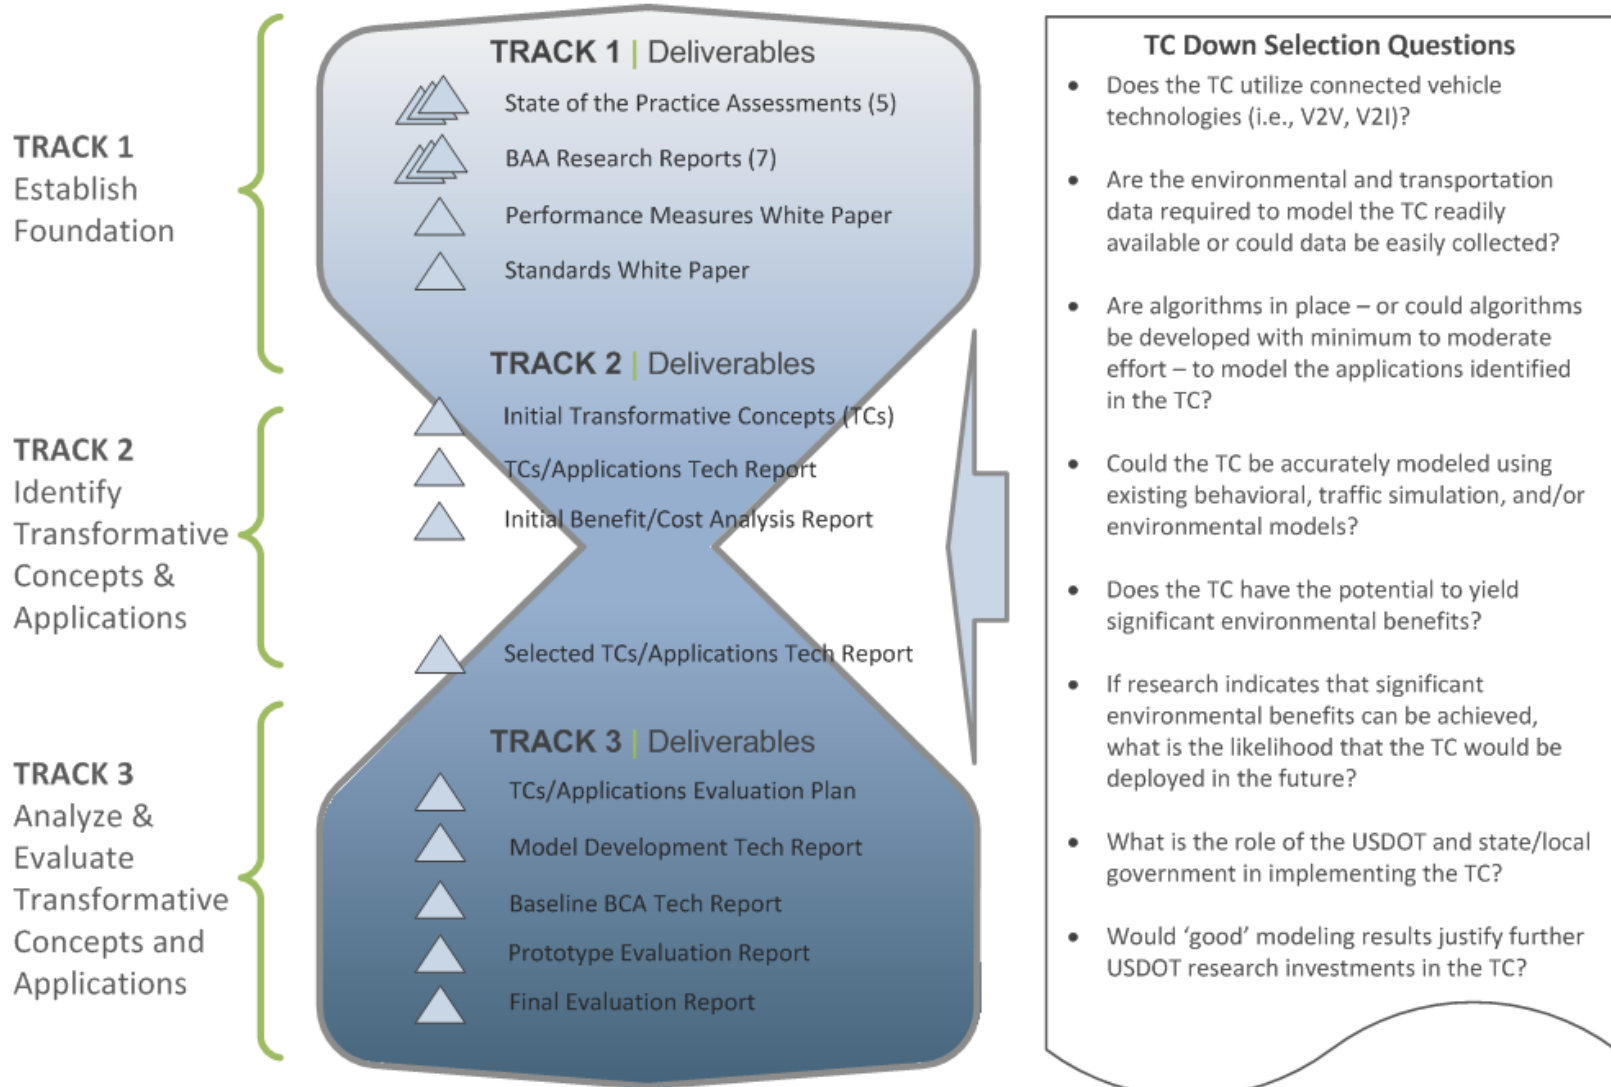 TRACK 1
Establish
Foundation
TRACK 2
Identify
Transformative
Concepts &
Applications
TRACK 3
Analyze &
Evaluate
Transformative
Concepts and
Applications
TRACK 1 | Deliverables
State of the Practice Assessments (5)
BAA Research Reports (7)
Performance Measures White Paper
Standards White Paper
TRACK 2 | Deliverables
Initial Transformative Concepts (TCs)
TCs/Applications Tech Report
Initial Benefit/Cost Analysis Report
Selected TCs/Applications Tech Report
TRACK 3 | Deliverables
TCs/Applications Evaluation Plan
Model Development Tech Report
Baseline BCA Tech Report
Prototype Evaluation Report
Final Evaluation Report
TC Down Selection Questions
• Does the TC utilize connected vehicle
technologies (i.e., V2V, V2I)?
• Are the environmental and transportation
data required to model the TC readily
available or could data be easily collected?
• Are algorithms in place – or could algorithms
be developed with minimum to moderate
effort – to model the applications identified
in the TC?
• Could the TC be accurately modeled using
existing behavioral, traffic simulation, and/or
environmental models?
• Does the TC have the potential to yield
significant environmental benefits?
• If research indicates that significant
environmental benefits can be achieved,
what is the likelihood that the TC would be
deployed in the future?
• What is the role of the USDOT and state/local
government in implementing the TC?
• Would ‘good’ modeling results justify further
USDOT research investments in the TC?